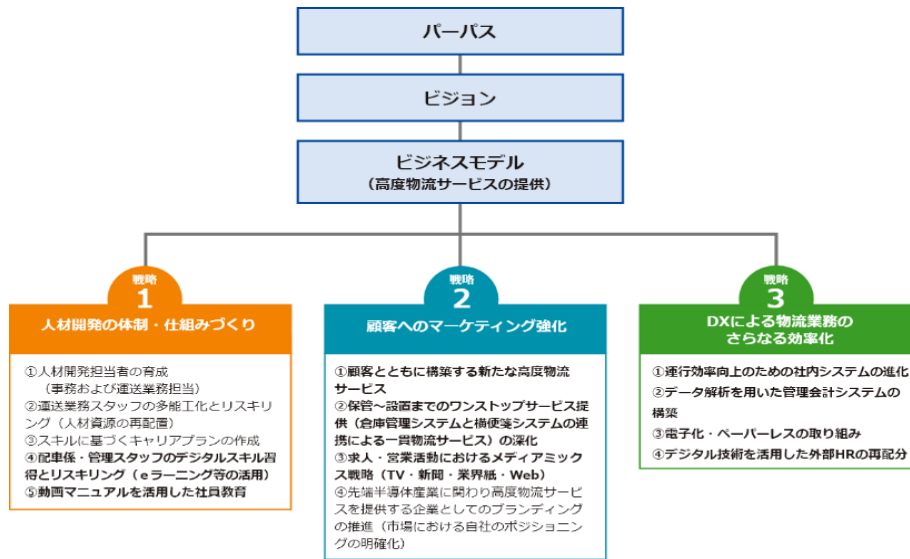 パーパス
ビジョン
ビジネスモデル
(高度物流サービスの提供)
戦略
1
人材開発の体制・仕組みづくり
①人材開発担当者の育成
(事務および運送業務担当)
②運送業務スタッフの多能工化とリスキリ
ング(人材資源の再配置)
③スキルに基づくキャリアプランの作成
④配車係・管理スタッフのデジタルスキル習
得とリスキリング(eラーニング等の活用)
⑤動画マニュアルを活用した社員教育
戦略
2
顧客へのマーケティング強化
①顧客とともに構築する新たな高度物流
サービス
②保管~設置までのワンストップサービス提
供(倉庫管理システムと横便箋システムの連
携による一貫物流サービス)の深化
③求人・営業活動におけるメディアミック
ス戦略(TV・新聞・業界紙・Web)
④先端半導体産業に関わり高度物流サービ
スを提供する企業としてのブランディング
の推進(市場における自社のポジショニン
グの明確化)
戦略
3
DXによる物流業務の
さらなる効率化
①運行効率向上のための社内システムの進化
②データ解析を用いた管理会計システムの
構築
③電子化・ペーパーレスの取り組み
④デジタル技術を活用した外部HRの再配分